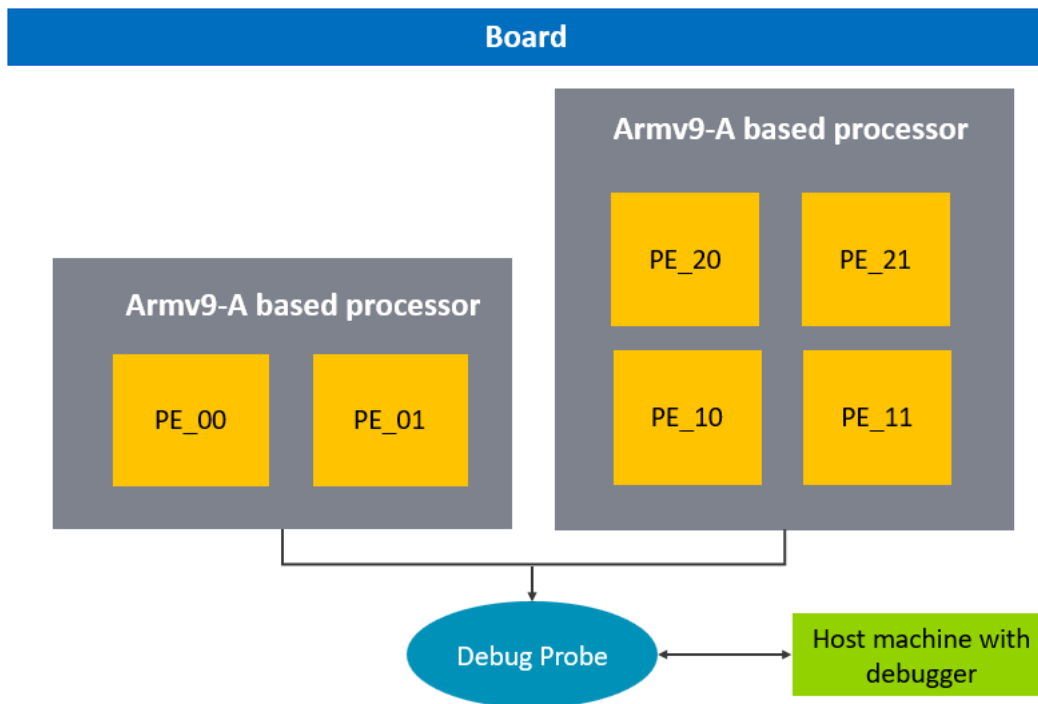 Board
Armv9-A based processor
PE_20
PE_21
PE_10
PE_11
Armv9-A based processor
PE_00
PE_01
Debug Probe
Host machine with
debugger